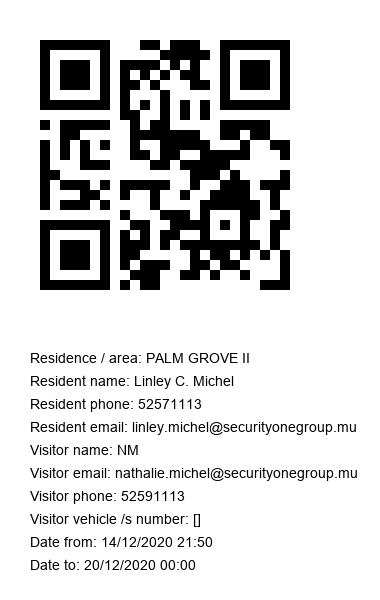 Residence / area: PALM GROVE II
Resident name: Linley C. Michel
Resident phone: 52571113
Resident email: linley.michel@securityonegroup.mu
Visitor name: NM
Visitor email: nathalie.michel@securityonegroup.mu
Visitor phone: 52591113
Visitor vehicle /s number: []
Date from: 14/12/2020 21:50
Date to: 20/12/2020 00:00